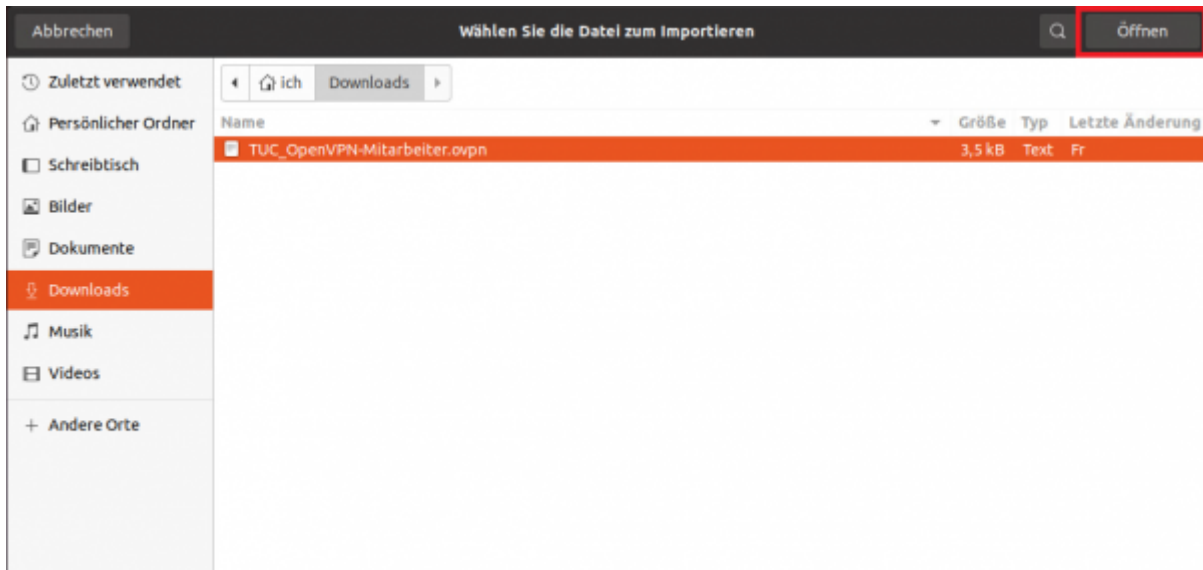 Abbrechen Wählen Sie die Datei zum Importieren Öffnen
Zuletzt verwendet
Persönlicher Ordner
Schreibtisch
Bilder
Dokumente
Downloads
Musik
Videos
+ Andere Orte
ich Downloads
Name Größe Typ Letzte Änderung
TUC_OpenVPN-Mitarbeiter.ovpn 3,5 kB Text Fr